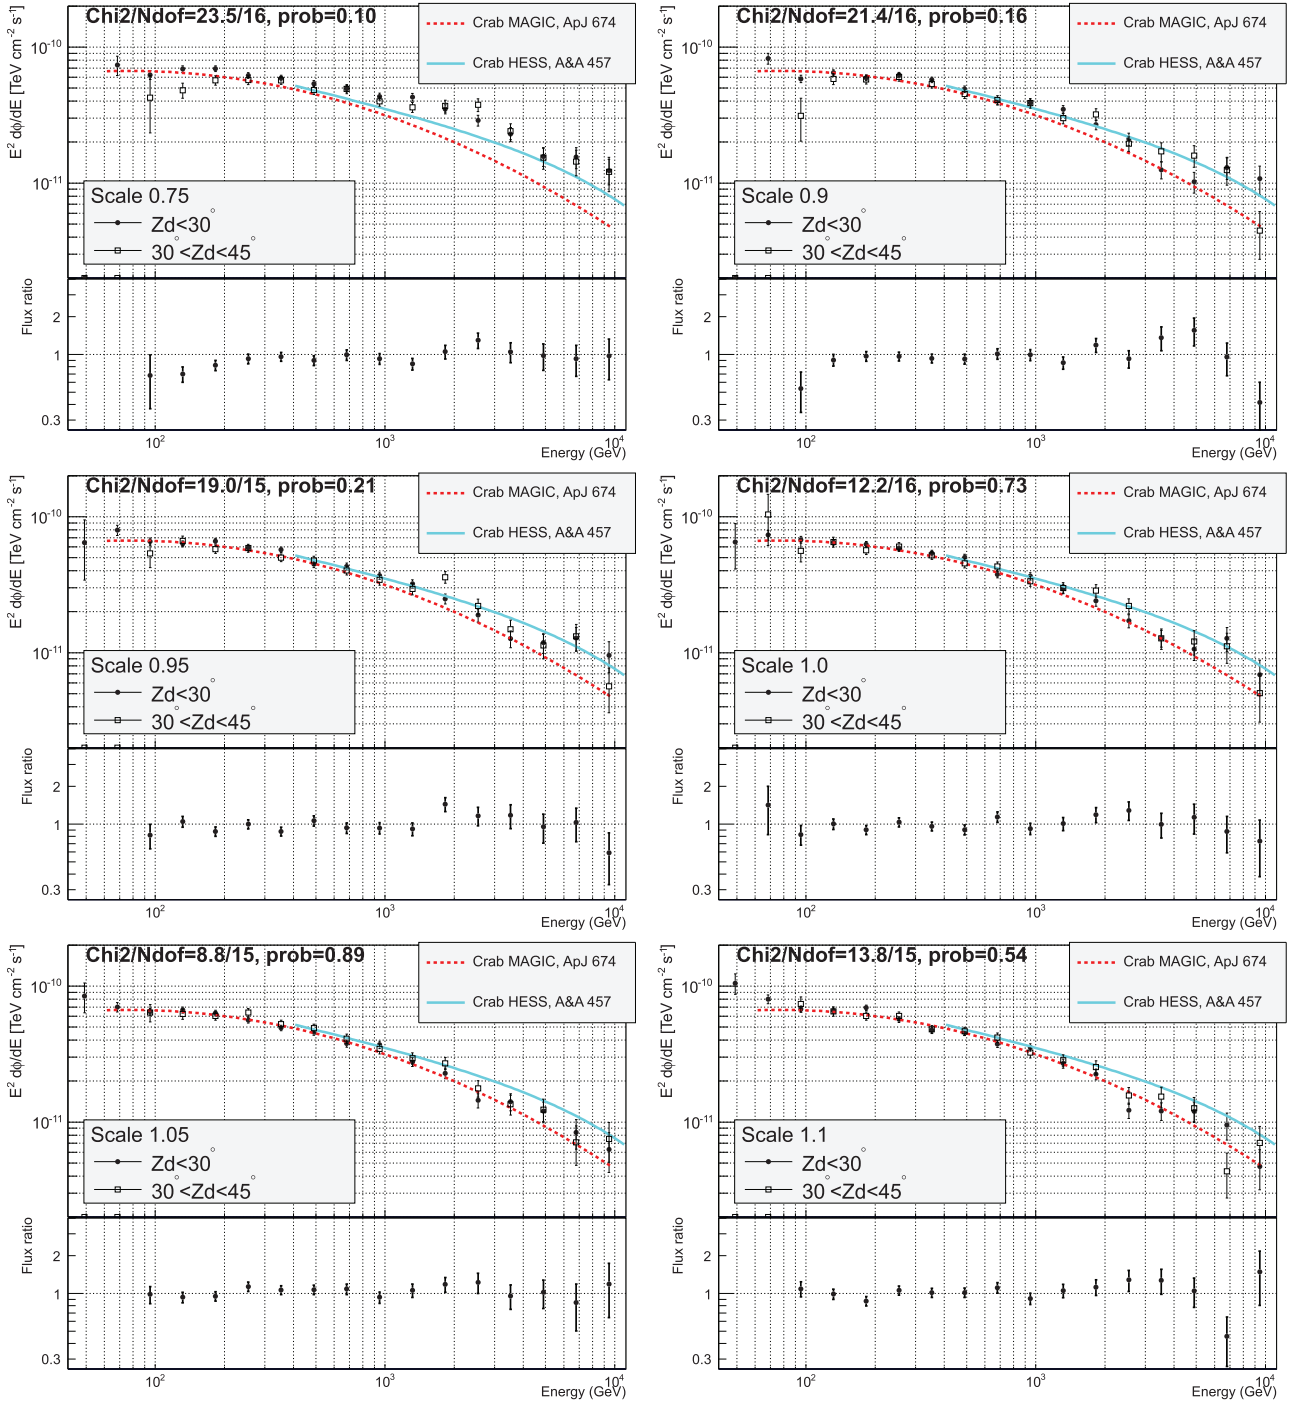 Chi2/Ndof=23.5/16, prob=0.10
Crab MAGIC, ApJ 674
Crab HESS, A&A 457
E² dϕ/dE [TeV cm⁻² s⁻¹]
10⁻¹⁰
10⁻¹¹
Scale 0.75
Zd<30°
30°<Zd<45°
Flux ratio
2
1
0.3
10²
10³
10⁴
Energy (GeV)
Chi2/Ndof=21.4/16, prob=0.16
Crab MAGIC, ApJ 674
Crab HESS, A&A 457
E² dϕ/dE [TeV cm⁻² s⁻¹]
10⁻¹⁰
10⁻¹¹
Scale 0.9
Zd<30°
30°<Zd<45°
Flux ratio
2
1
0.3
10²
10³
10⁴
Energy (GeV)
Chi2/Ndof=19.0/15, prob=0.21
Crab MAGIC, ApJ 674
Crab HESS, A&A 457
E² dϕ/dE [TeV cm⁻² s⁻¹]
10⁻¹⁰
10⁻¹¹
Scale 0.95
Zd<30°
30°<Zd<45°
Flux ratio
2
1
0.3
10²
10³
10⁴
Energy (GeV)
Chi2/Ndof=12.2/16, prob=0.73
Crab MAGIC, ApJ 674
Crab HESS, A&A 457
E² dϕ/dE [TeV cm⁻² s⁻¹]
10⁻¹⁰
10⁻¹¹
Scale 1.0
Zd<30°
30°<Zd<45°
Flux ratio
2
1
0.3
10²
10³
10⁴
Energy (GeV)
Chi2/Ndof=8.8/15, prob=0.89
Crab MAGIC, ApJ 674
Crab HESS, A&A 457
E² dϕ/dE [TeV cm⁻² s⁻¹]
10⁻¹⁰
10⁻¹¹
Scale 1.05
Zd<30°
30°<Zd<45°
Flux ratio
2
1
0.3
10²
10³
10⁴
Energy (GeV)
Chi2/Ndof=13.8/15, prob=0.54
Crab MAGIC, ApJ 674
Crab HESS, A&A 457
E² dϕ/dE [TeV cm⁻² s⁻¹]
10⁻¹⁰
10⁻¹¹
Scale 1.1
Zd<30°
30°<Zd<45°
Flux ratio
2
1
0.3
10²
10³
10⁴
Energy (GeV)